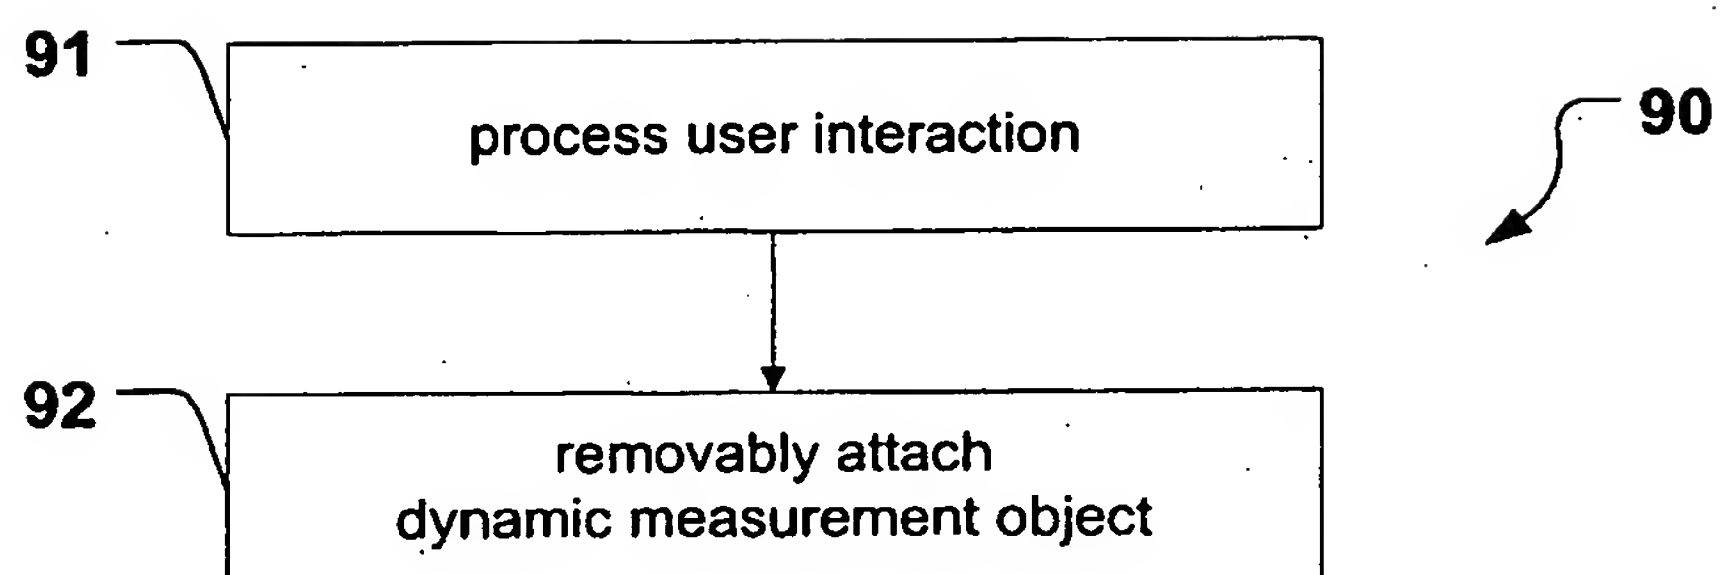 91
process user interaction
90
92
removably attach
dynamic measurement object